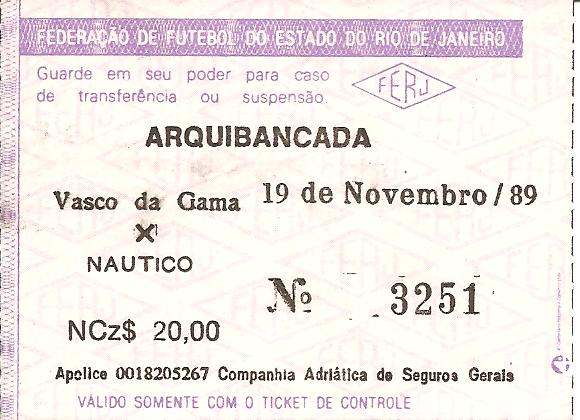 FEDERAÇÃO DE FUTEBOL DO ESTADO DO RIO DE JANEIRO
Guarde em seu poder para caso
de transferência ou suspensão.
FERJ
ARQUIBANCADA
Vasco da Gama 19 de Novembro/89
X
NAUTICO
Nº 3251
NCz$ 20,00
Apolice 0018205267 Companhia Adriática de Seguros Gerais
VÁLIDO SOMENTE COM O TICKET DE CONTROLE